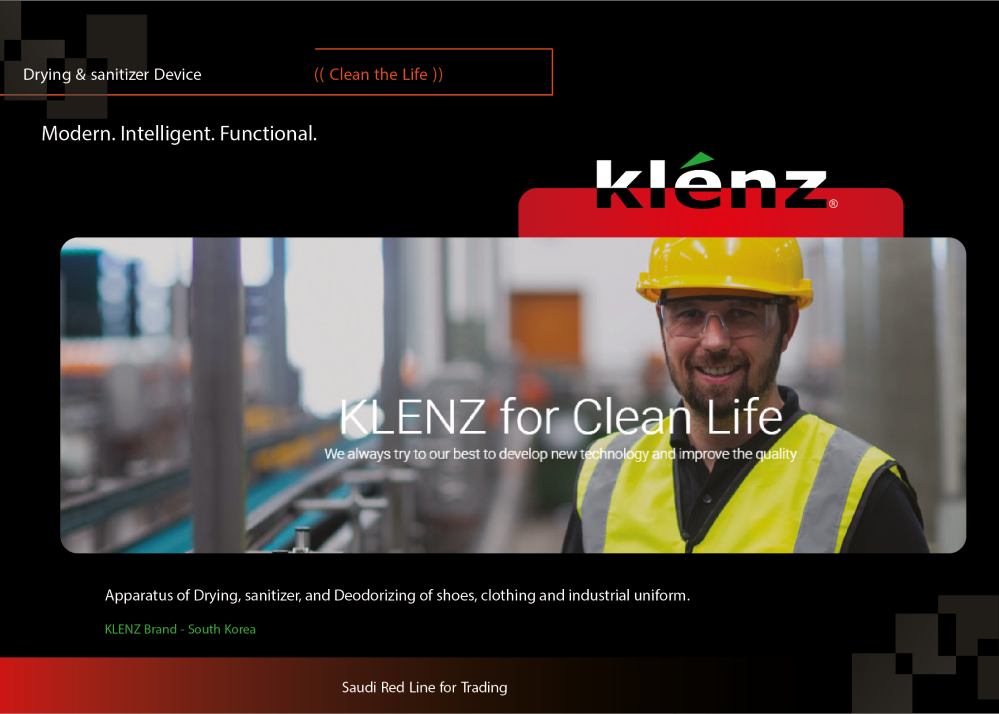 Drying & sanitizer Device
(( Clean the Life ))
Modern. Intelligent. Functional.
klénz®
KLENZ for Clean Life
We always try to our best to develop new technology and improve the quality
Apparatus of Drying, sanitizer, and Deodorizing of shoes, clothing and industrial uniform.
KLENZ Brand - South Korea
Saudi Red Line for Trading